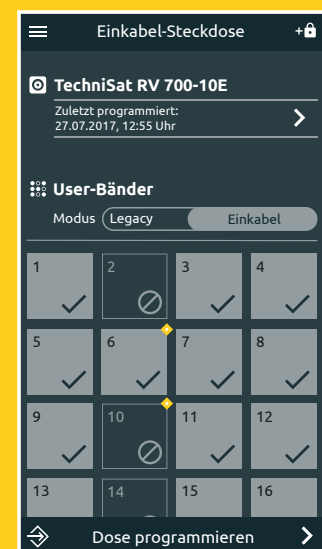 Einkabel-Steckdose
+
TechniSat RV 700-10E
Zuletzt programmiert:
27.07.2017, 12:55 Uhr
User-Bänder
Modus Legacy Einkabel
1 2 3 4
5 6 7 8
9 10 11 12
13 14 15 16
Dose programmieren